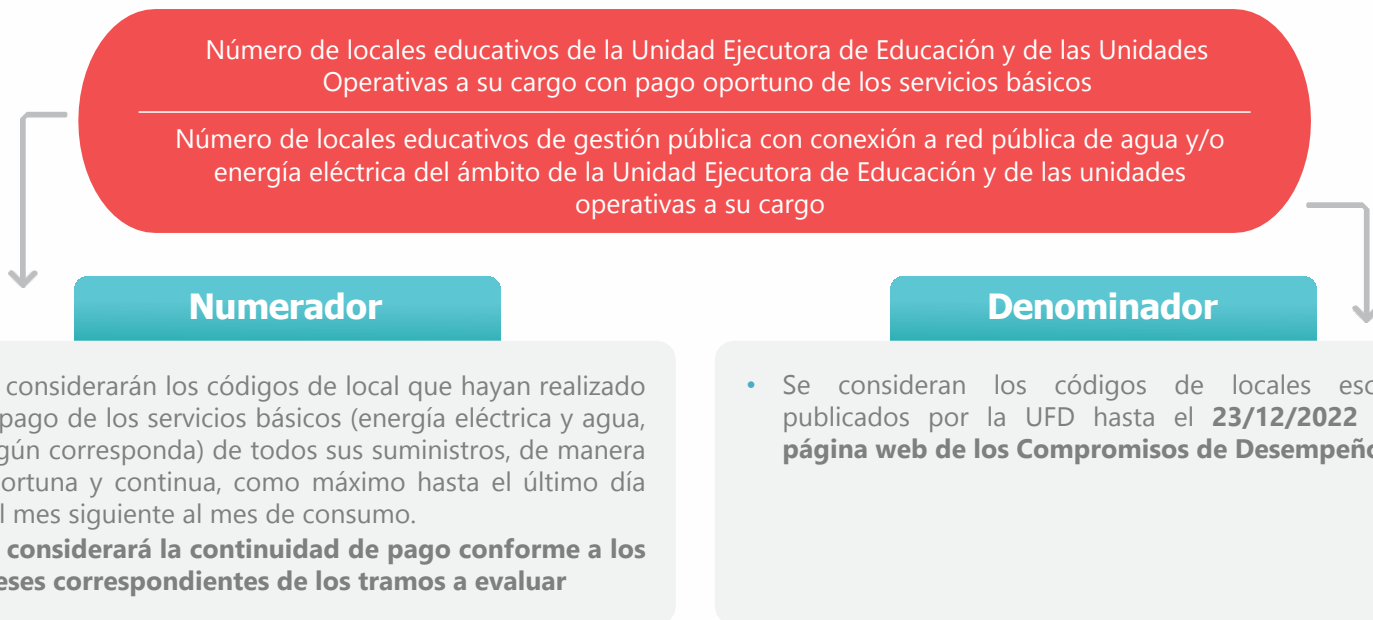 Número de locales educativos de la Unidad Ejecutora de Educación y de las Unidades
Operativas a su cargo con pago oportuno de los servicios básicos
Número de locales educativos de gestión pública con conexión a red pública de agua y/o
energía eléctrica del ámbito de la Unidad Ejecutora de Educación y de las unidades
operativas a su cargo
Numerador
considerarán los códigos de local que hayan realizado
pago de los servicios básicos (energía eléctrica y agua,
gún corresponda) de todos sus suministros, de manera
ortuna y continua, como máximo hasta el último día
l mes siguiente al mes de consumo.
considerará la continuidad de pago conforme a los
eses correspondientes de los tramos a evaluar
Denominador
• Se consideran los códigos de locales esc
publicados por la UFD hasta el 23/12/2022
página web de los Compromisos de Desempeño